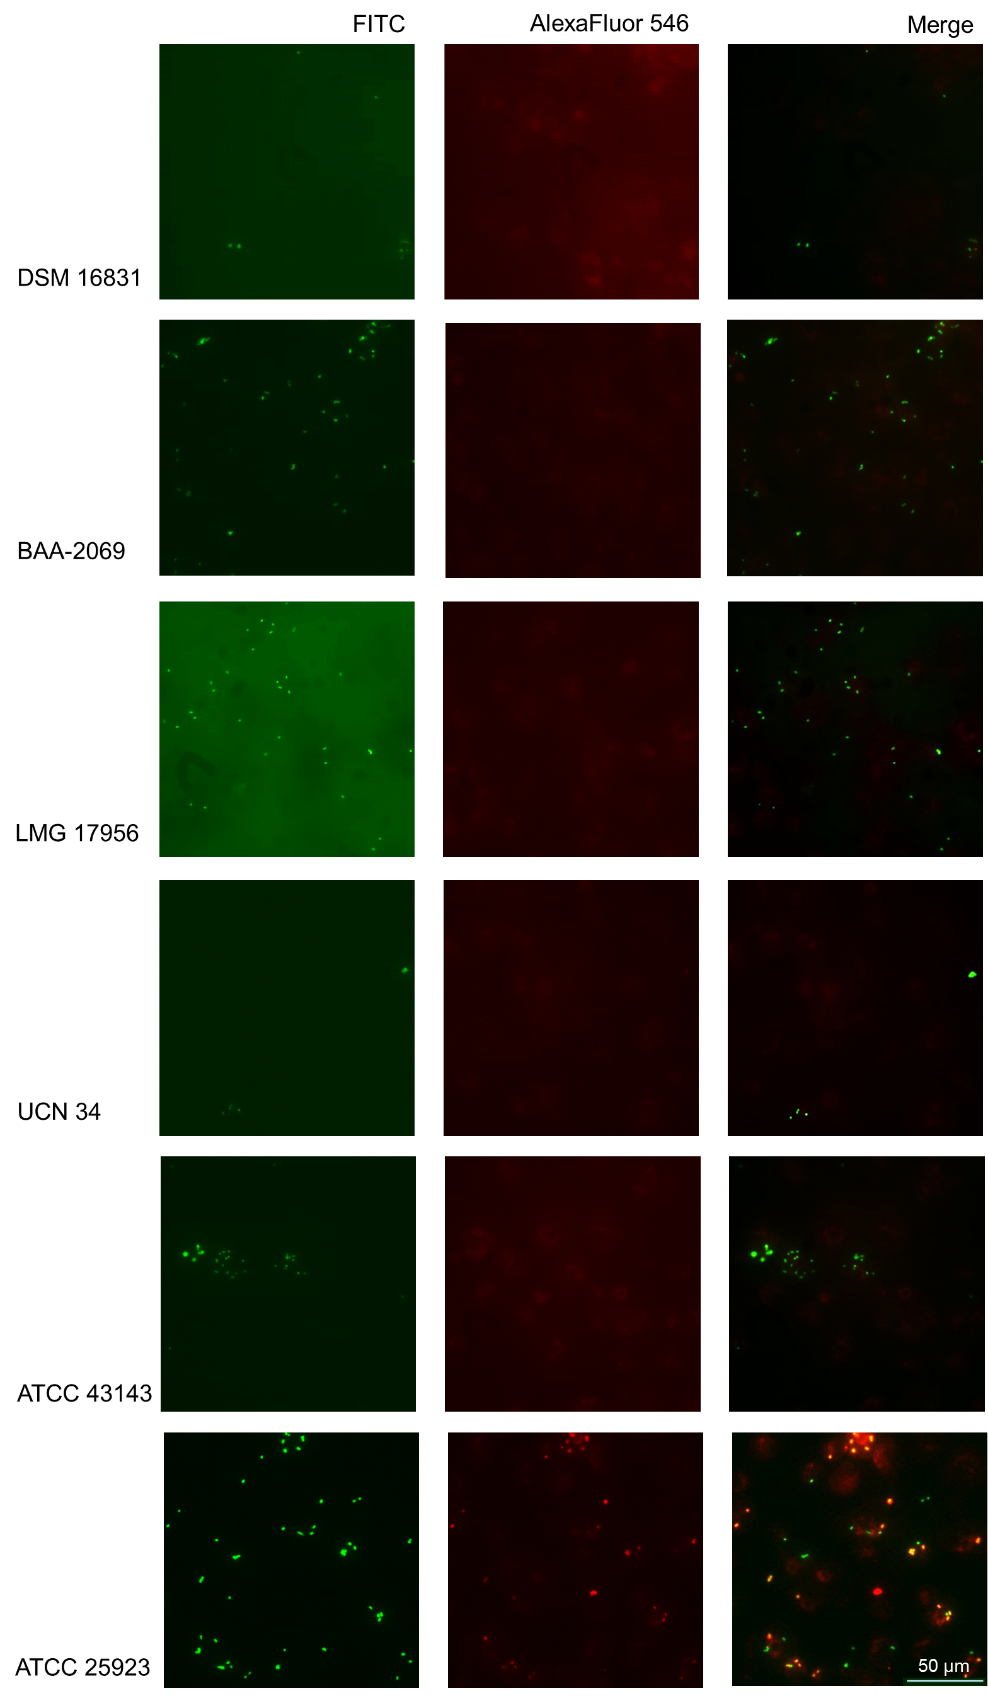 FITC AlexaFluor 546 Merge
DSM 16831
BAA-2069
LMG 17956
UCN 34
ATCC 43143
ATCC 25923
50 µm